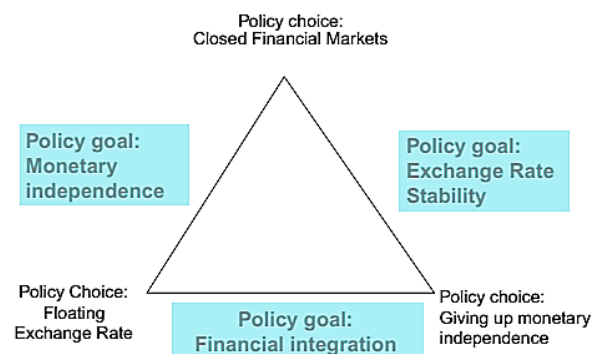 Policy choice:
Closed Financial Markets
Policy goal:
Monetary
independence
Policy goal:
Exchange Rate
Stability
Policy Choice:
Floating
Exchange Rate
Policy goal:
Financial integration
Policy choice:
Giving up monetary
independence